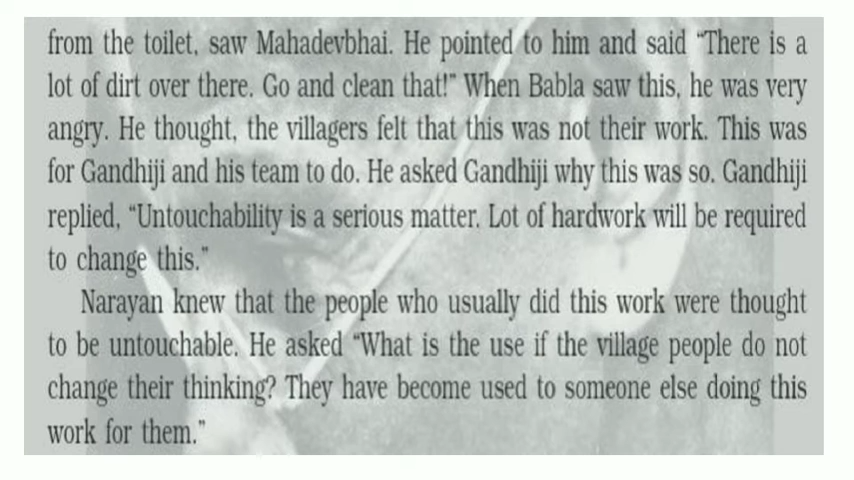 from the toilet, saw Mahadevbhai. He pointed to him and said “There is a
lot of dirt over there. Go and clean that!” When Babla saw this, he was very
angry. He thought, the villagers felt that this was not their work. This was
for Gandhiji and his team to do. He asked Gandhiji why this was so. Gandhiji
replied, “Untouchability is a serious matter. Lot of hardwork will be required
to change this.”
Narayan knew that the people who usually did this work were thought
to be untouchable. He asked “What is the use if the village people do not
change their thinking? They have become used to someone else doing this
work for them.”